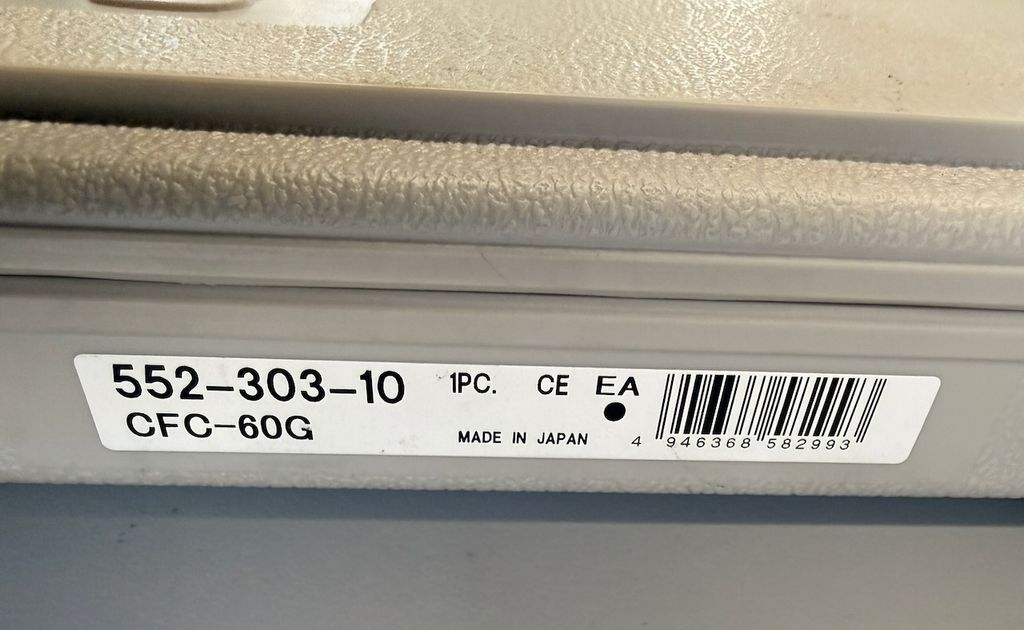 552-303-10 1PC. CE EA
CFC-60G MADE IN JAPAN
4 946368 582993